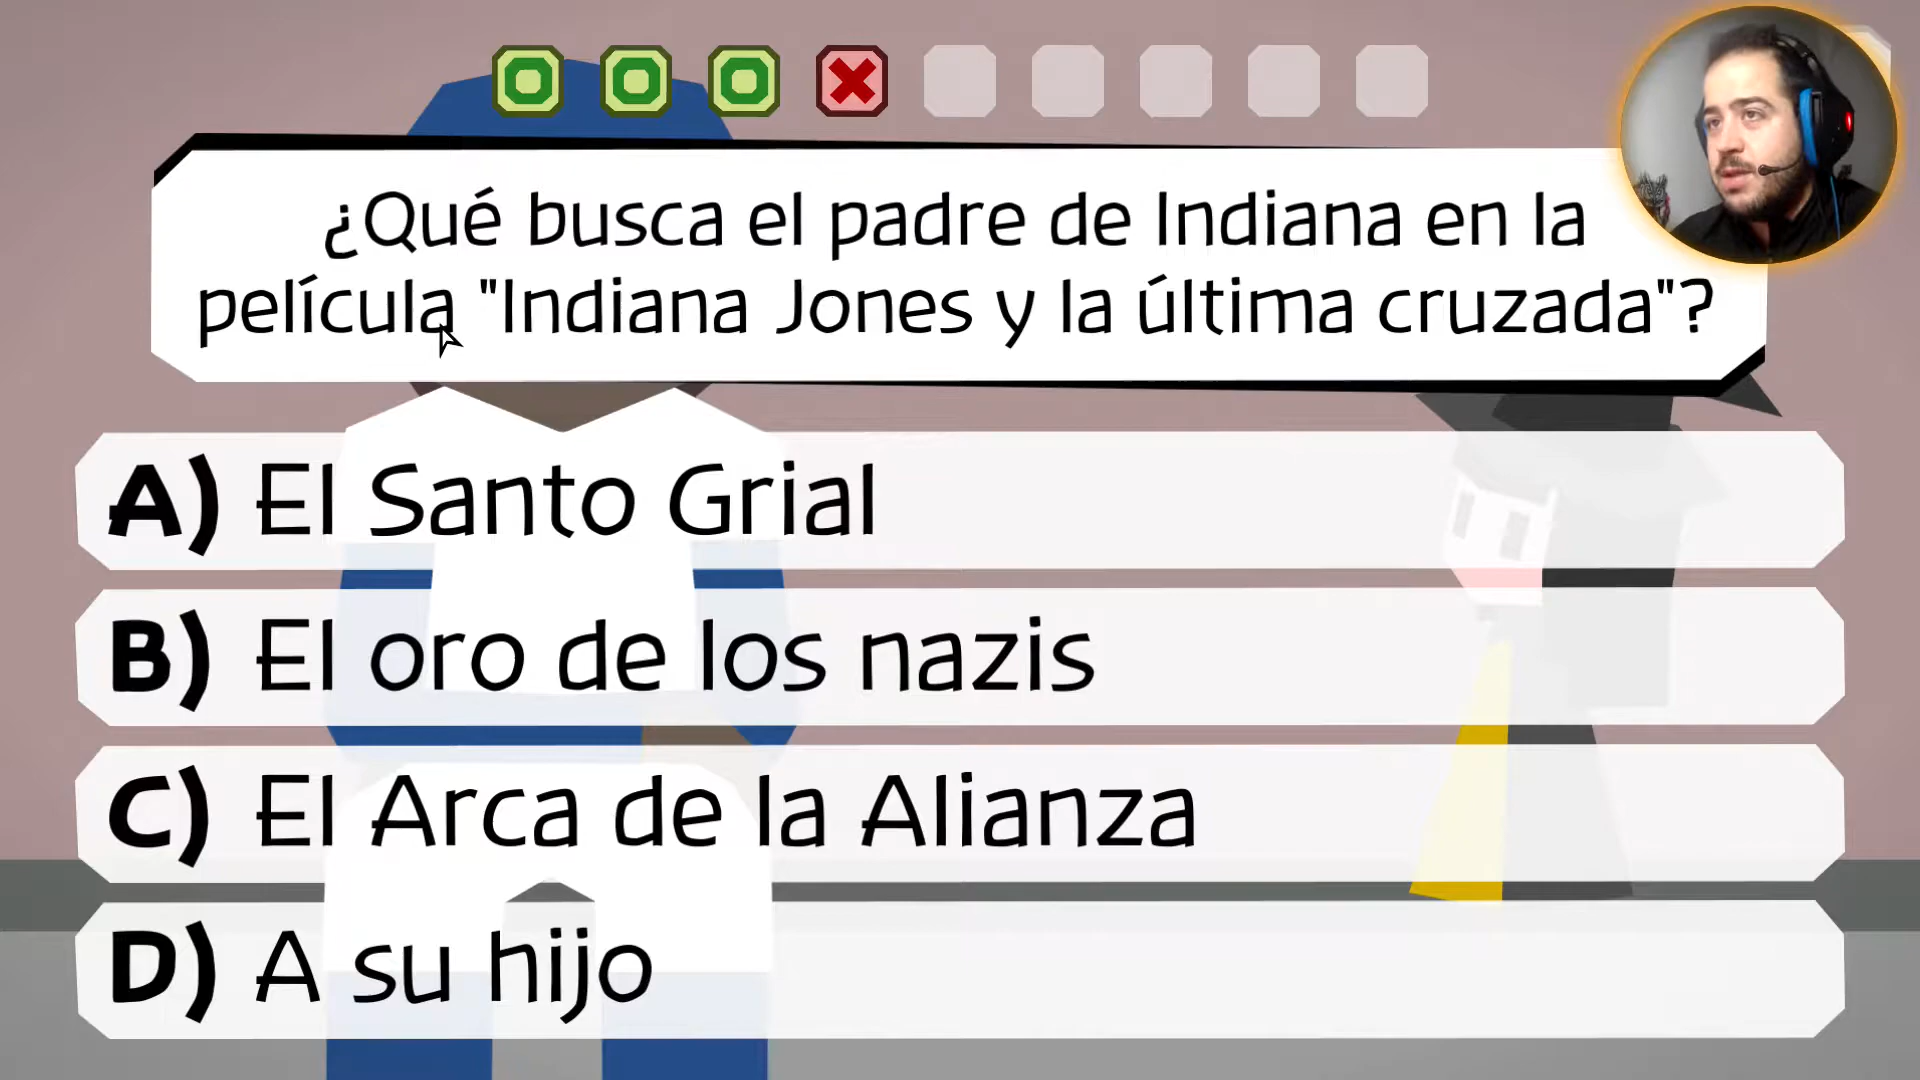 ¿Qué busca el padre de Indiana en la
película "Indiana Jones y la última cruzada"?
A) El Santo Grial
B) El oro de los nazis
C) El Arca de la Alianza
D) A su hijo